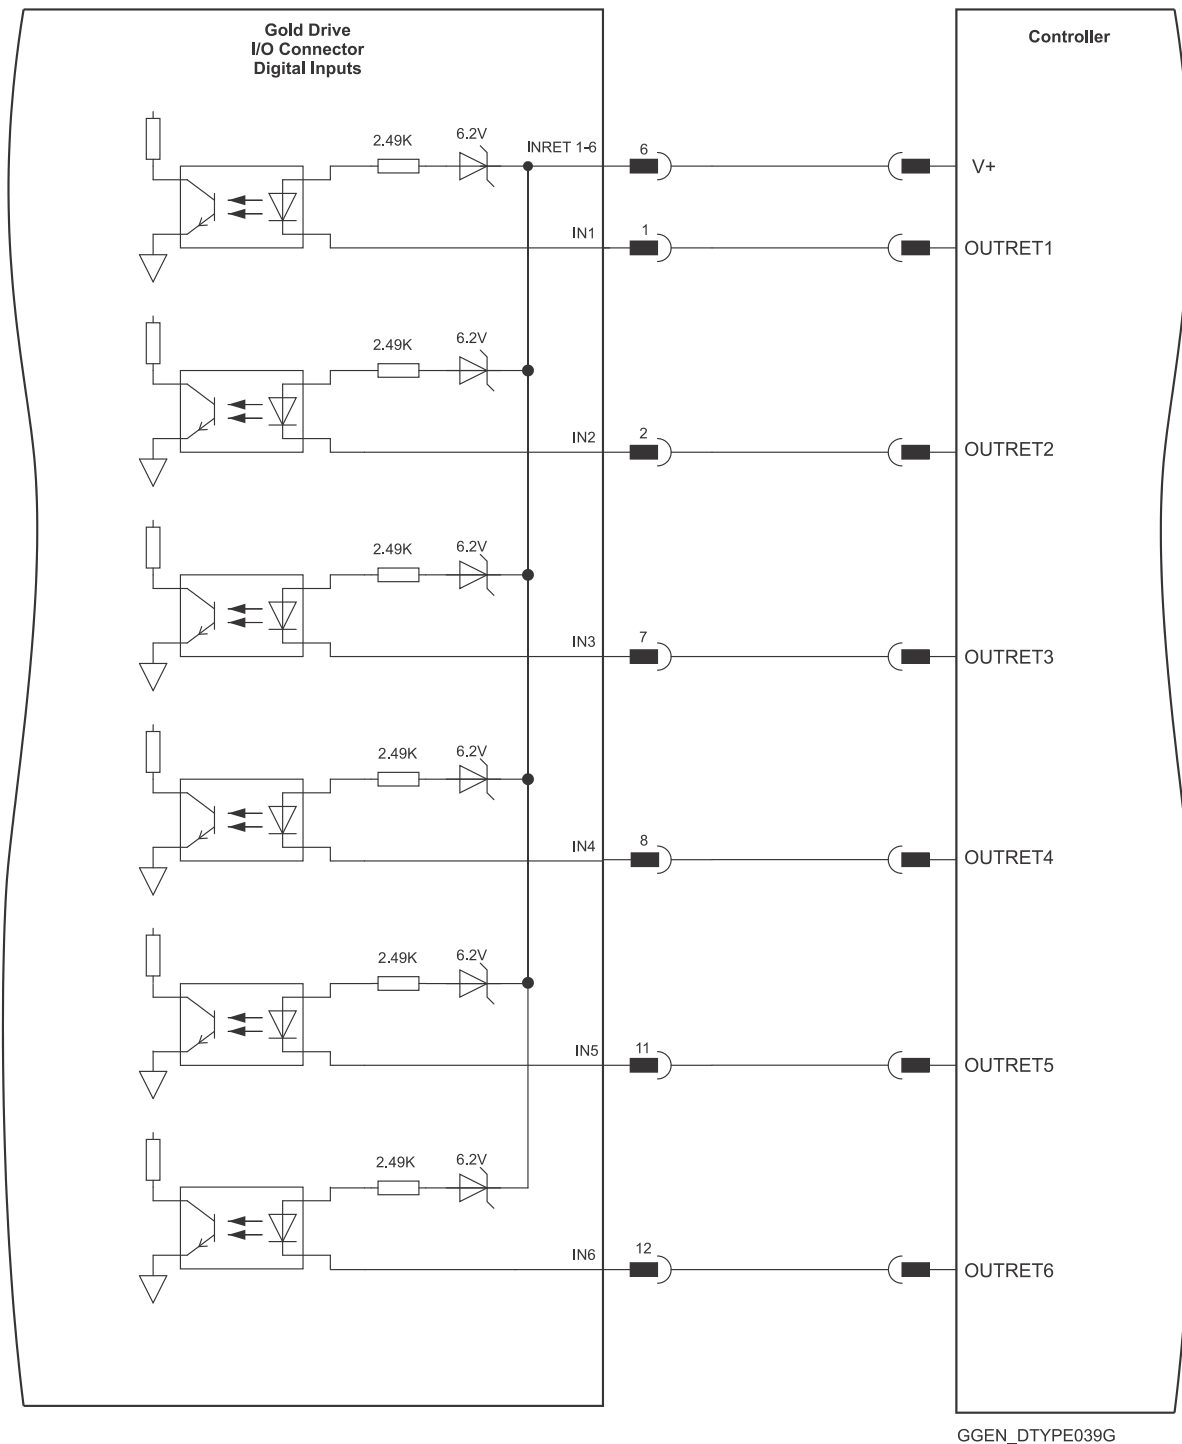 Gold Drive
I/O Connector
Digital Inputs
Controller
2.49K
6.2V
INRET 1-6
6
V+
IN1
1
OUTRET1
2.49K
6.2V
IN2
2
OUTRET2
2.49K
6.2V
IN3
7
OUTRET3
2.49K
6.2V
IN4
8
OUTRET4
2.49K
6.2V
IN5
11
OUTRET5
2.49K
6.2V
IN6
12
OUTRET6
GGEN_DTYPE039G